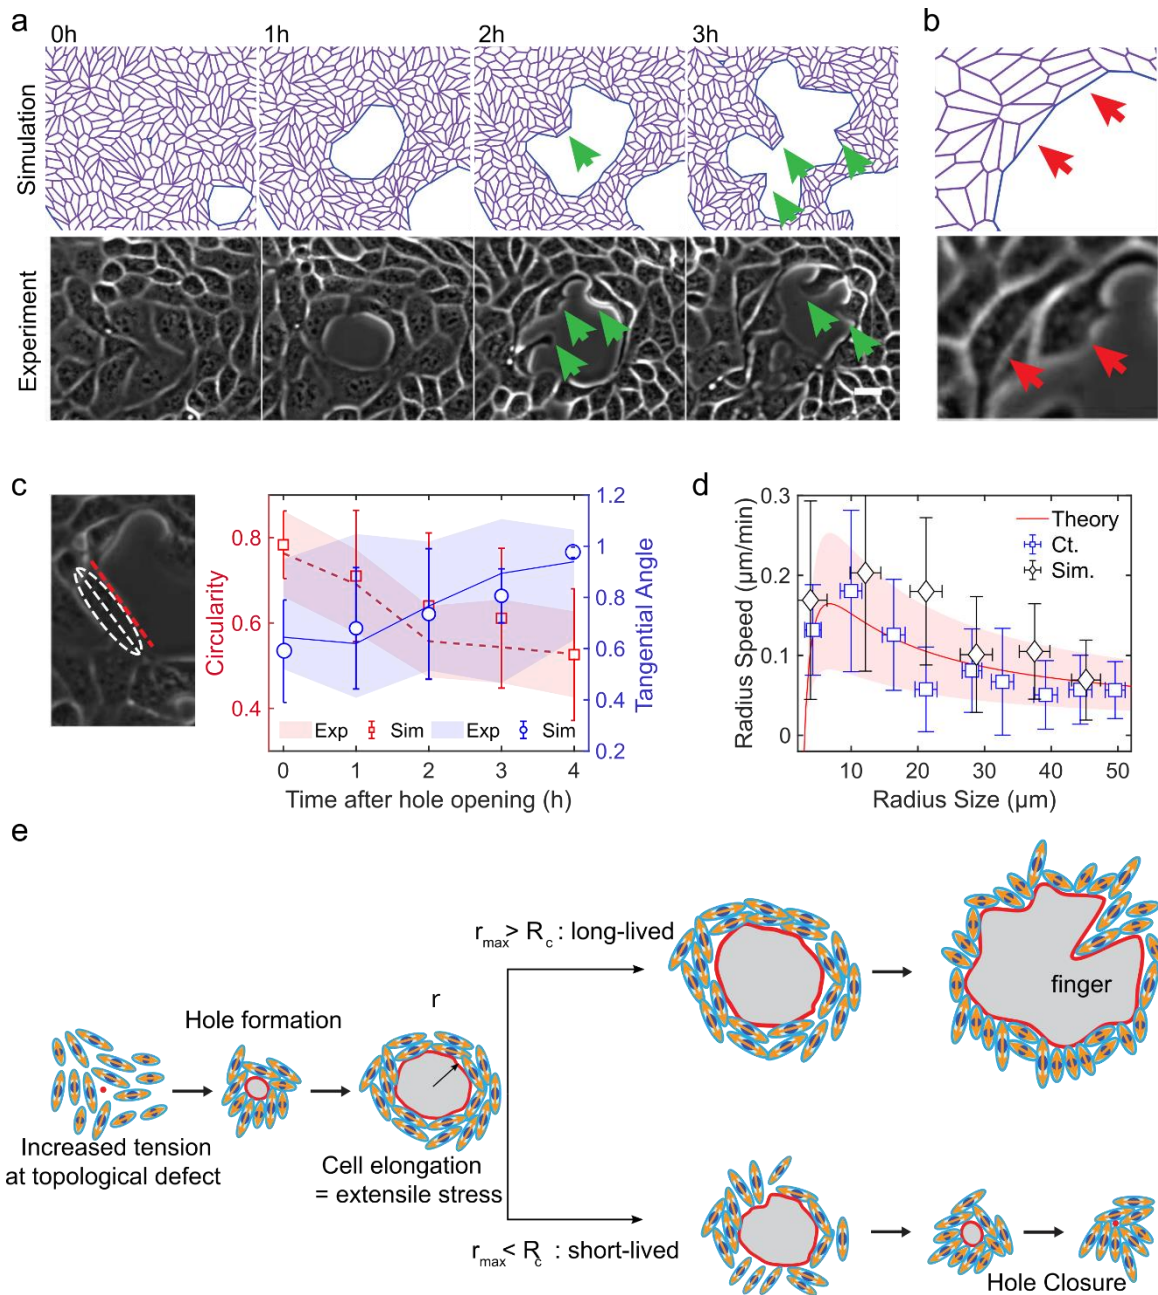 a
0h
1h
2h
3h
b
Simulation
Experiment
c
Circularity
0.8
0.6
0.4
1.2
1
0.8
0.6
0.4
0.2
Tangential Angle
Exp
Sim
Exp
Sim
0
1
2
3
4
Time after hole opening (h)
d
Radius Speed (μm/min)
0.3
0.2
0.1
0
Theory
Ct.
Sim.
10
20
30
40
50
Radius Size (μm)
e
r_max > R_c : long-lived
r
Hole formation
finger
Increased tension
at topological defect
Cell elongation
= extensile stress
r_max < R_c : short-lived
Hole Closure